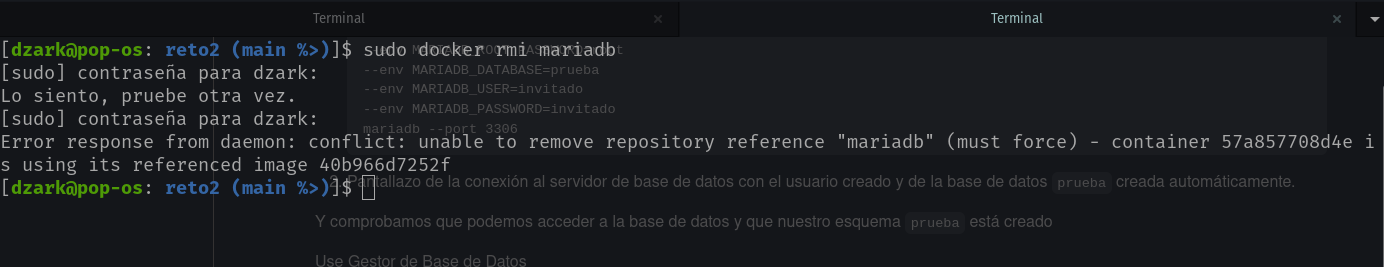 Terminal × Terminal ×
[dzark@pop-os: reto2 (main %>)]$ sudo docker rmi mariadb
[sudo] contraseña para dzark:
--env MARIADB_DATABASE=prueba
Lo siento, pruebe otra vez.
--env MARIADB_USER=invitado
[sudo] contraseña para dzark:
--env MARIADB_PASSWORD=invitado
mariadb --port 3306
Error response from daemon: conflict: unable to remove repository reference "mariadb" (must force) - container 57a857708d4e i
s using its referenced image 40b966d7252f
[dzark@pop-os: reto2 (main %>)]$
Pantallazo de la conexión al servidor de base de datos con el usuario creado y de la base de datos prueba creada automáticamente.
Y comprobamos que podemos acceder a la base de datos y que nuestro esquema prueba está creado
Use Gestor de Base de Datos